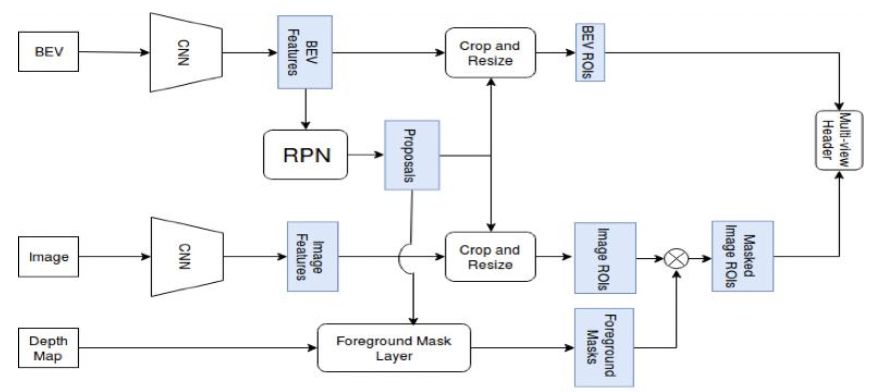 BEV
CNN
BEV
Features
Crop and
Resize
BEV ROIs
Multi-view
Header
RPN
Proposals
Image
CNN
Image
Features
Crop and
Resize
Image ROIs
Masked
Image ROIs
Depth
Map
Foreground Mask
Layer
Foreground
Masks